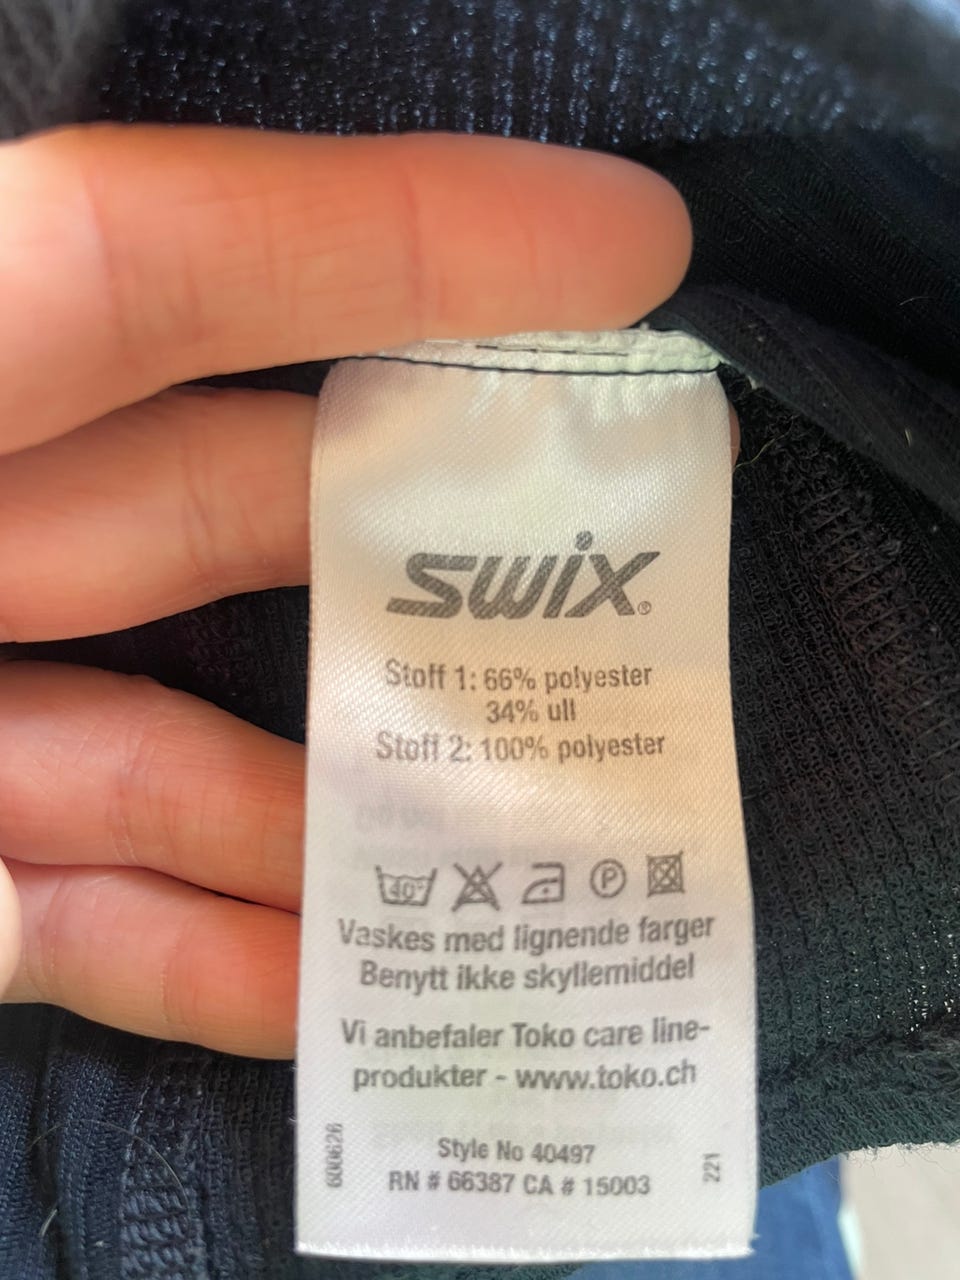 SWIX®
Stoff 1: 66% polyester
34% ull
Stoff 2: 100% polyester
40° P
Vaskes med lignende farger
Benytt ikke skyllemiddel
Vi anbefaler Toko care line-
produkter - www.toko.ch
600626
Style No 40497
RN # 66387 CA # 15003
221